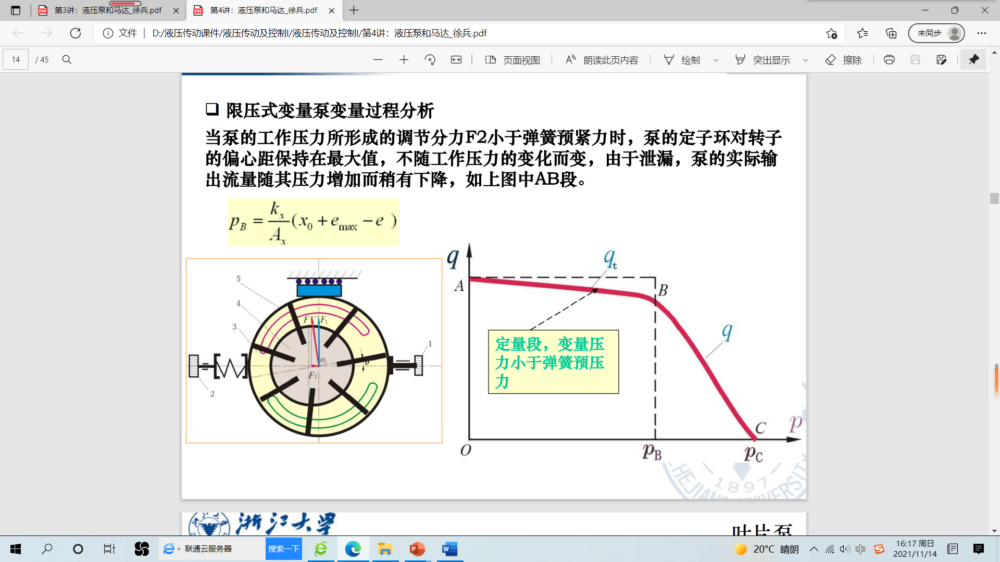 第3讲：液压泵和马达_徐兵.pdf
第4讲：液压泵和马达_徐兵.pdf
文件
D:/液压传动课件/液压传动及控制I/液压传动及控制I/第4讲：液压泵和马达_徐兵.pdf
未同步
14 / 45
页面视图
朗读此页内容
绘制
突出显示
擦除
限压式变量泵变量过程分析
当泵的工作压力所形成的调节分力F2小于弹簧预紧力时，泵的定子环对转子
的偏心距保持在最大值，不随工作压力的变化而变，由于泄漏，泵的实际输
出流量随其压力增加而稍有下降，如上图中AB段。
p_B = k_x/A_x (x_0 + e_max − e )
5
4
3
2
1
F
F1
O1
F2
θ
q
qt
A
B
q
定量段，变量压
力小于弹簧预压
力
C
p
O
pB
pC
1897
浙江大学
叶片泵
联通云服务器
搜索一下
20°C 晴朗
中
16:17 周日
2021/11/14